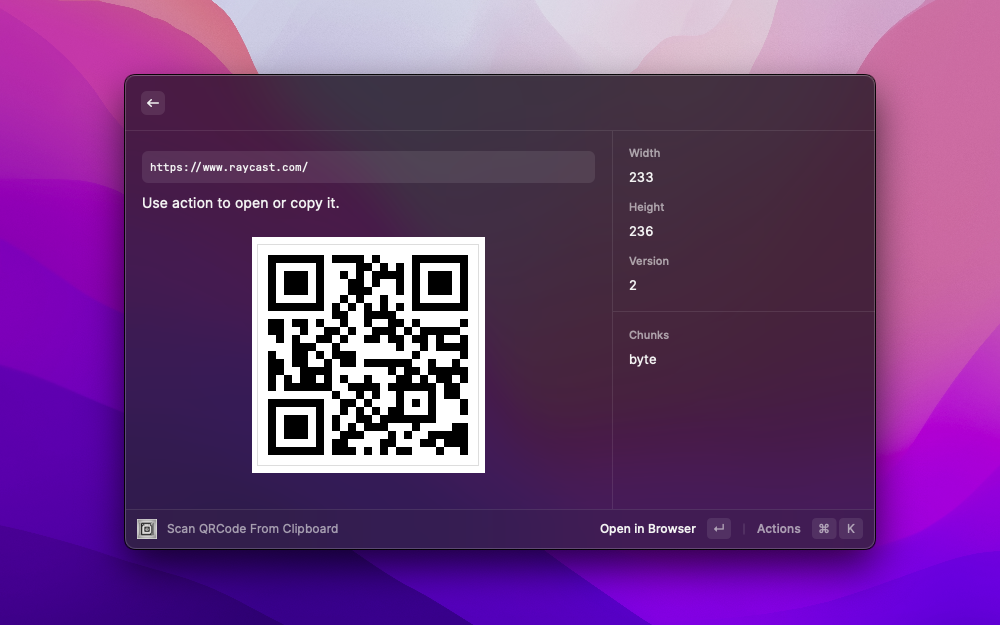 https://www.raycast.com/
Use action to open or copy it.
Width
233
Height
236
Version
2
Chunks
byte
Scan QRCode From Clipboard
Open in Browser ↵ | Actions ⌘ K